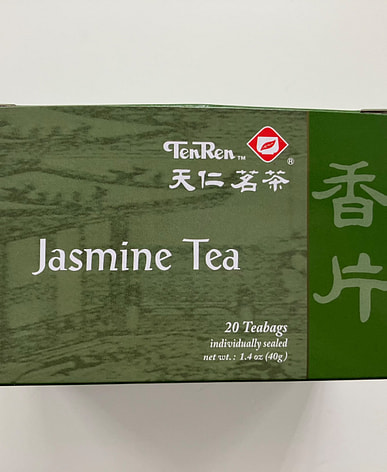 TenRen™
®
天仁茗茶
Jasmine Tea
20 Teabags
individually sealed
net wt.: 1.4 oz (40g)
香片